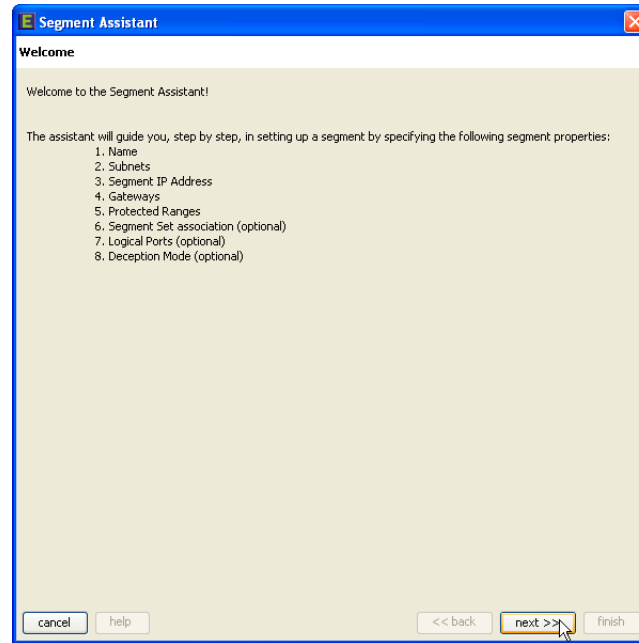 E Segment Assistant
Welcome
Welcome to the Segment Assistant!
The assistant will guide you, step by step, in setting up a segment by specifying the following segment properties:
1. Name
2. Subnets
3. Segment IP Address
4. Gateways
5. Protected Ranges
6. Segment Set association (optional)
7. Logical Ports (optional)
8. Deception Mode (optional)
cancel help << back next >> finish